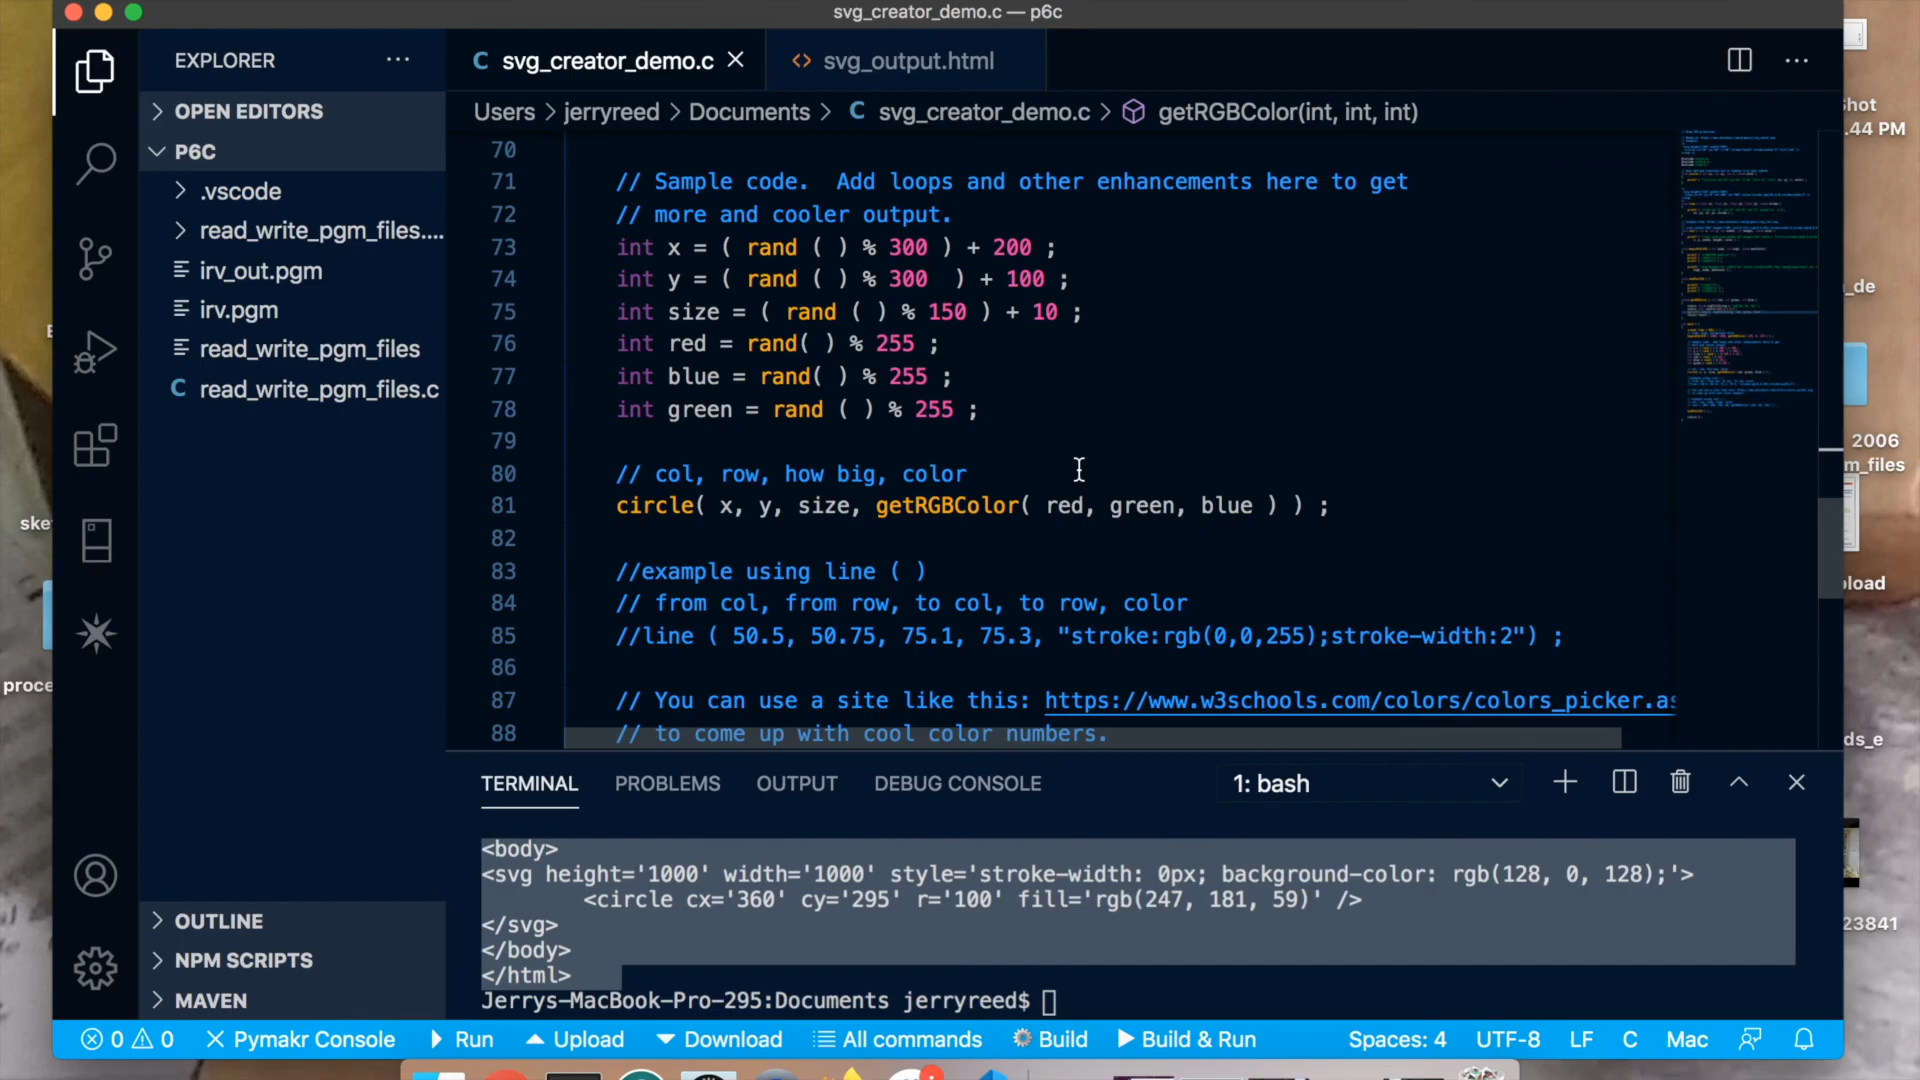 svg_creator_demo.c — p6c
EXPLORER
svg_creator_demo.c
svg_output.html
OPEN EDITORS
Users > jerryreed > Documents > C svg_creator_demo.c > getRGBColor(int, int, int)
P6C
.vscode
read_write_pgm_files....
irv_out.pgm
irv.pgm
read_write_pgm_files
C read_write_pgm_files.c
70
71 // Sample code.  Add loops and other enhancements here to get
72 // more and cooler output.
73 int x = ( rand ( ) % 300 ) + 200 ;
74 int y = ( rand ( ) % 300  ) + 100 ;
75 int size = ( rand ( ) % 150 ) + 10 ;
76 int red = rand( ) % 255 ;
77 int blue = rand( ) % 255 ;
78 int green = rand ( ) % 255 ;
79
80 // col, row, how big, color
81 circle( x, y, size, getRGBColor( red, green, blue ) ) ;
82
83 //example using line ( )
84 // from col, from row, to col, to row, color
85 //line ( 50.5, 50.75, 75.1, 75.3, "stroke:rgb(0,0,255);stroke-width:2") ;
86
87 // You can use a site like this: https://www.w3schools.com/colors/colors_picker.as
88 // to come up with cool color numbers.
TERMINAL PROBLEMS OUTPUT DEBUG CONSOLE 1: bash
<body>
<svg height='1000' width='1000' style='stroke-width: 0px; background-color: rgb(128, 0, 128);'>
<circle cx='360' cy='295' r='100' fill='rgb(247, 181, 59)' />
</svg>
</body>
</html>
Jerrys-MacBook-Pro-295:Documents jerryreed$
OUTLINE
NPM SCRIPTS
MAVEN
0 0 Pymakr Console Run Upload Download All commands Build Build & Run Spaces: 4 UTF-8 LF C Mac
Shot
.44 PM
_de
2006
m_files
load
ds_e
23841
ske
proce